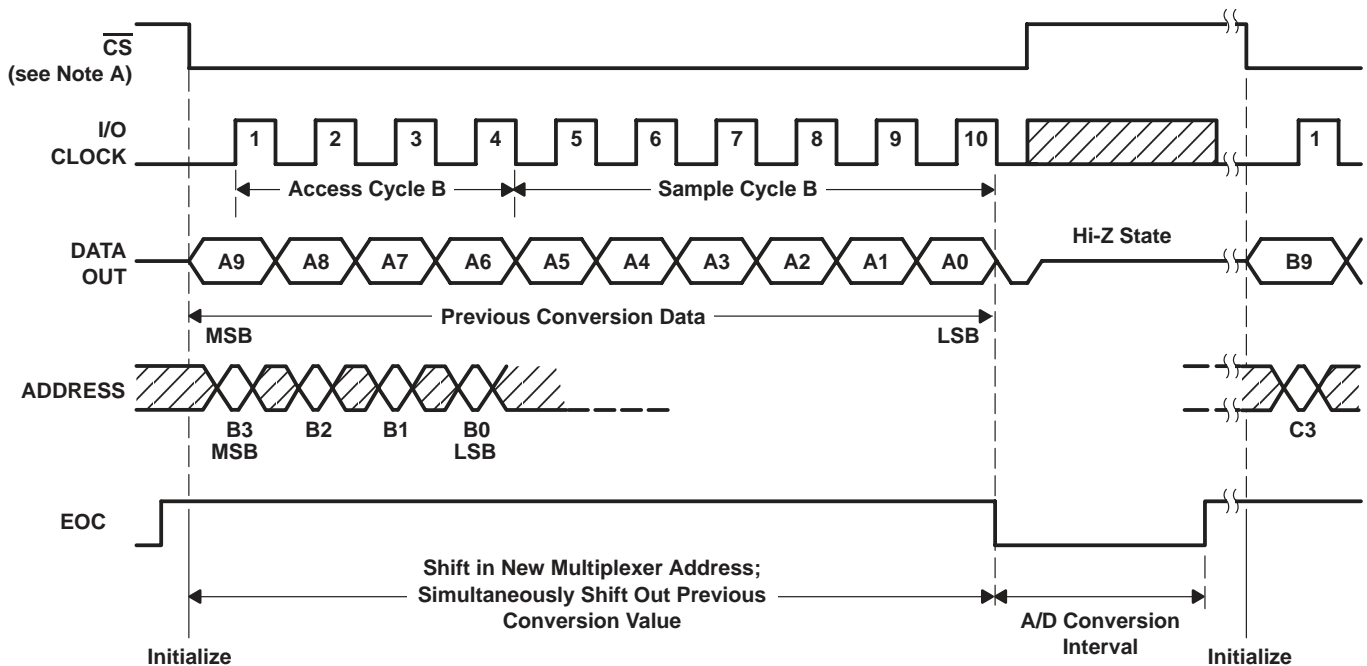 CS
(see Note A)
I/O
CLOCK
1 2 3 4 5 6 7 8 9 10 1
Access Cycle B
Sample Cycle B
Hi-Z State
DATA
OUT
A9 A8 A7 A6 A5 A4 A3 A2 A1 A0 B9
Previous Conversion Data
MSB
LSB
ADDRESS
B3 B2 B1 B0 C3
MSB LSB
EOC
Shift in New Multiplexer Address;
Simultaneously Shift Out Previous
Conversion Value
A/D Conversion
Interval
Initialize
Initialize